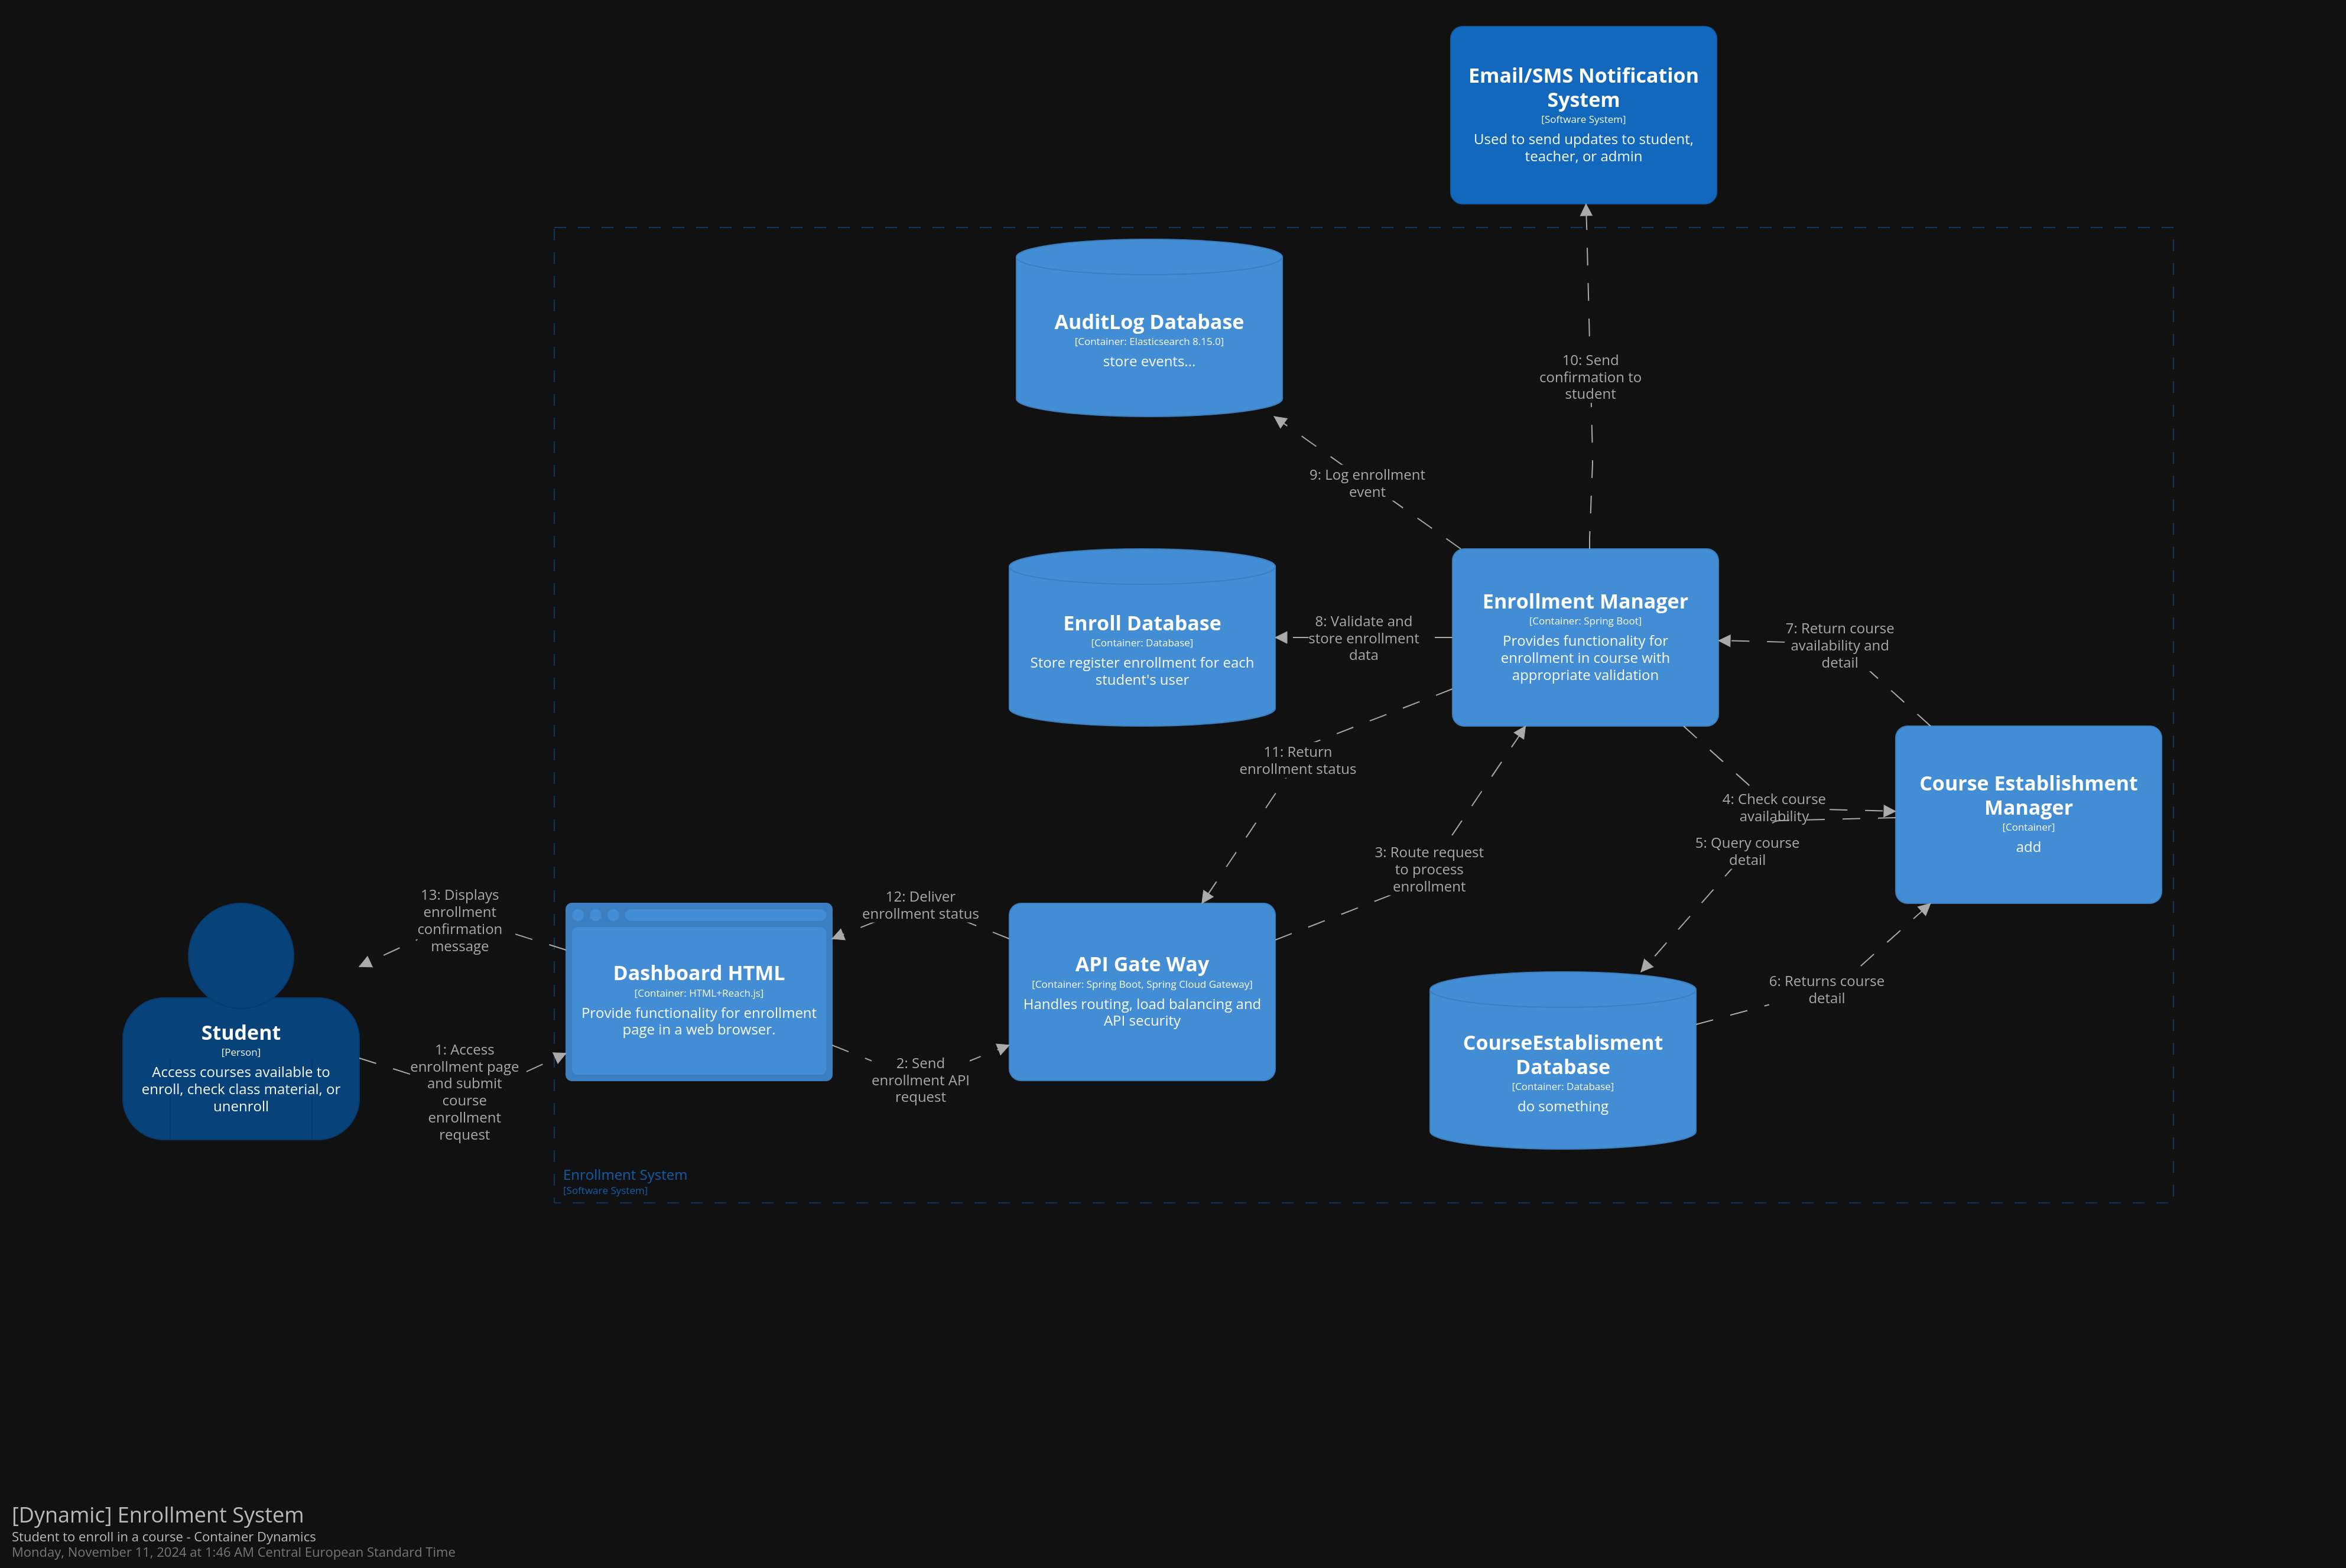 Email/SMS Notification
System
[Software System]
Used to send updates to student,
teacher, or admin
AuditLog Database
[Container: Elasticsearch 8.15.0]
store events...
10: Send
confirmation to
student
9: Log enrollment
event
Enroll Database
[Container: Database]
Store register enrollment for each
student's user
8: Validate and
store enrollment
data
Enrollment Manager
[Container: Spring Boot]
Provides functionality for
enrollment in course with
appropriate validation
7: Return course
availability and
detail
11: Return
enrollment status
4: Check course
availability
5: Query course
detail
Course Establishment
Manager
[Container]
add
3: Route request
to process
enrollment
13: Displays
enrollment
confirmation
message
12: Deliver
enrollment status
Student
[Person]
Access courses available to
enroll, check class material, or
unenroll
1: Access
enrollment page
and submit
course
enrollment
request
Dashboard HTML
[Container: HTML+Reach.js]
Provide functionality for enrollment
page in a web browser.
2: Send
enrollment API
request
API Gate Way
[Container: Spring Boot, Spring Cloud Gateway]
Handles routing, load balancing and
API security
6: Returns course
detail
CourseEstablisment
Database
[Container: Database]
do something
Enrollment System
[Software System]
[Dynamic] Enrollment System
Student to enroll in a course - Container Dynamics
Monday, November 11, 2024 at 1:46 AM Central European Standard Time